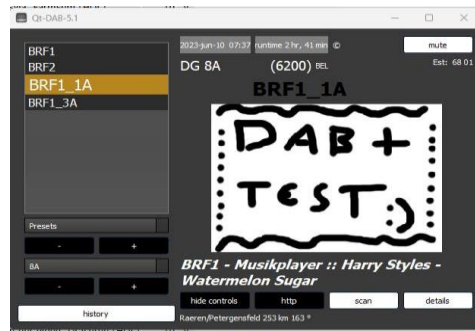 Qt-DAB-5.1
BRF1
BRF2
BRF1_1A
BRF1_3A
Presets
- +
8A
- +
history
2023-jun-10 07:37 runtime 2 hr, 41 min ©
mute
DG 8A (6200) BEL
Est: 68 01
BRF1_1A
DAB+
TEST:)
BRF1 - Musikplayer :: Harry Styles -
Watermelon Sugar
hide controls http scan details
Raeren/Petergensfeld 253 km 163 °